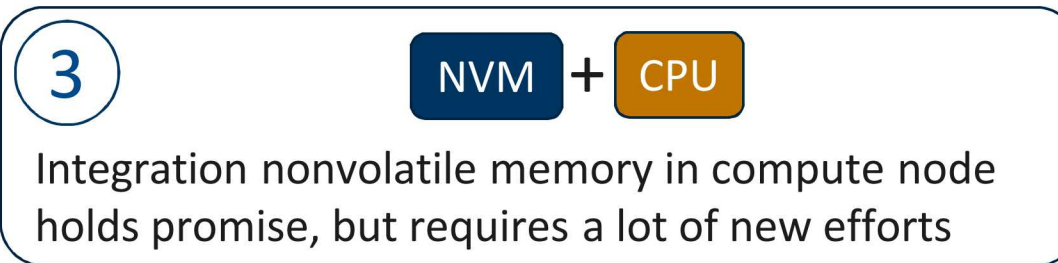 3
NVM + CPU
Integration nonvolatile memory in compute node
holds promise, but requires a lot of new efforts